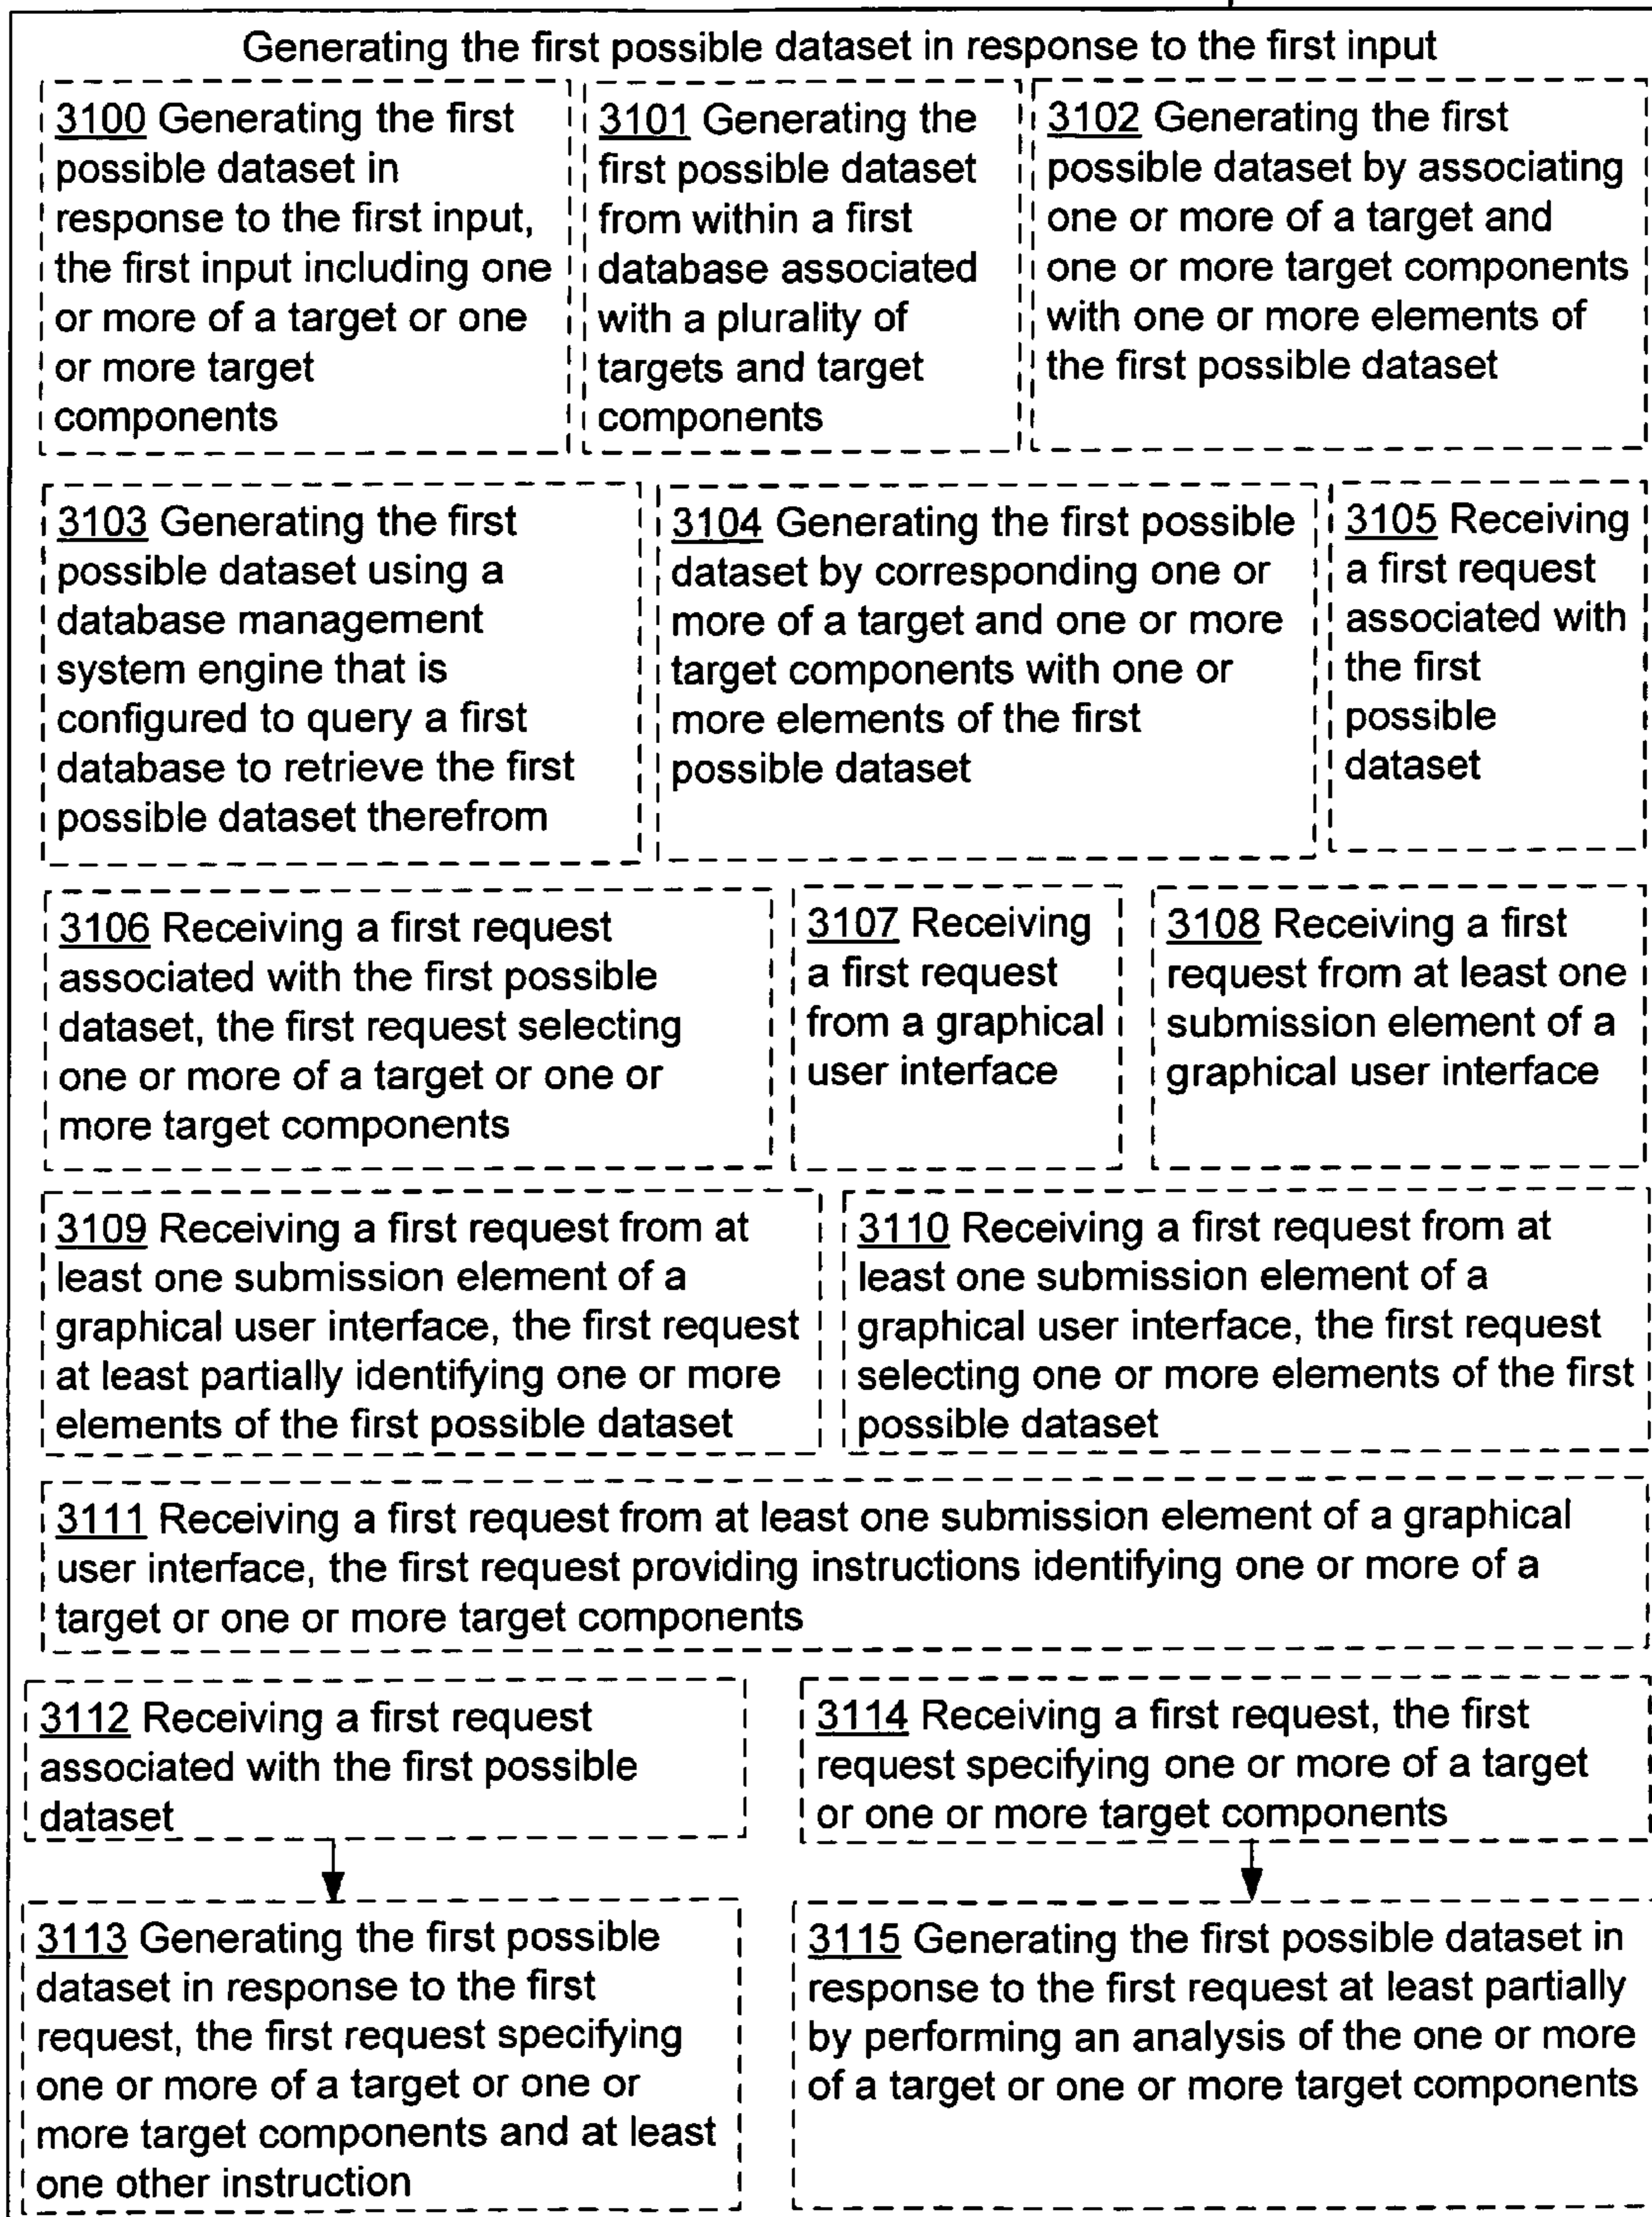 Generating the first possible dataset in response to the first input
3100 Generating the first
possible dataset in
response to the first input,
the first input including one
or more of a target or one
or more target
components
3101 Generating the
first possible dataset
from within a first
database associated
with a plurality of
targets and target
components
3102 Generating the first
possible dataset by associating
one or more of a target and
one or more target components
with one or more elements of
the first possible dataset
3103 Generating the first
possible dataset using a
database management
system engine that is
configured to query a first
database to retrieve the first
possible dataset therefrom
3104 Generating the first possible
dataset by corresponding one or
more of a target and one or more
target components with one or
more elements of the first
possible dataset
3105 Receiving
a first request
associated with
the first
possible
dataset
3106 Receiving a first request
associated with the first possible
dataset, the first request selecting
one or more of a target or one or
more target components
3107 Receiving
a first request
from a graphical
user interface
3108 Receiving a first
request from at least one
submission element of a
graphical user interface
3109 Receiving a first request from at
least one submission element of a
graphical user interface, the first request
at least partially identifying one or more
elements of the first possible dataset
3110 Receiving a first request from at
least one submission element of a
graphical user interface, the first request
selecting one or more elements of the first
possible dataset
3111 Receiving a first request from at least one submission element of a graphical
user interface, the first request providing instructions identifying one or more of a
target or one or more target components
3112 Receiving a first request
associated with the first possible
dataset
3114 Receiving a first request, the first
request specifying one or more of a target
or one or more target components
3113 Generating the first possible
dataset in response to the first
request, the first request specifying
one or more of a target or one or
more target components and at least
one other instruction
3115 Generating the first possible dataset in
response to the first request at least partially
by performing an analysis of the one or more
of a target or one or more target components